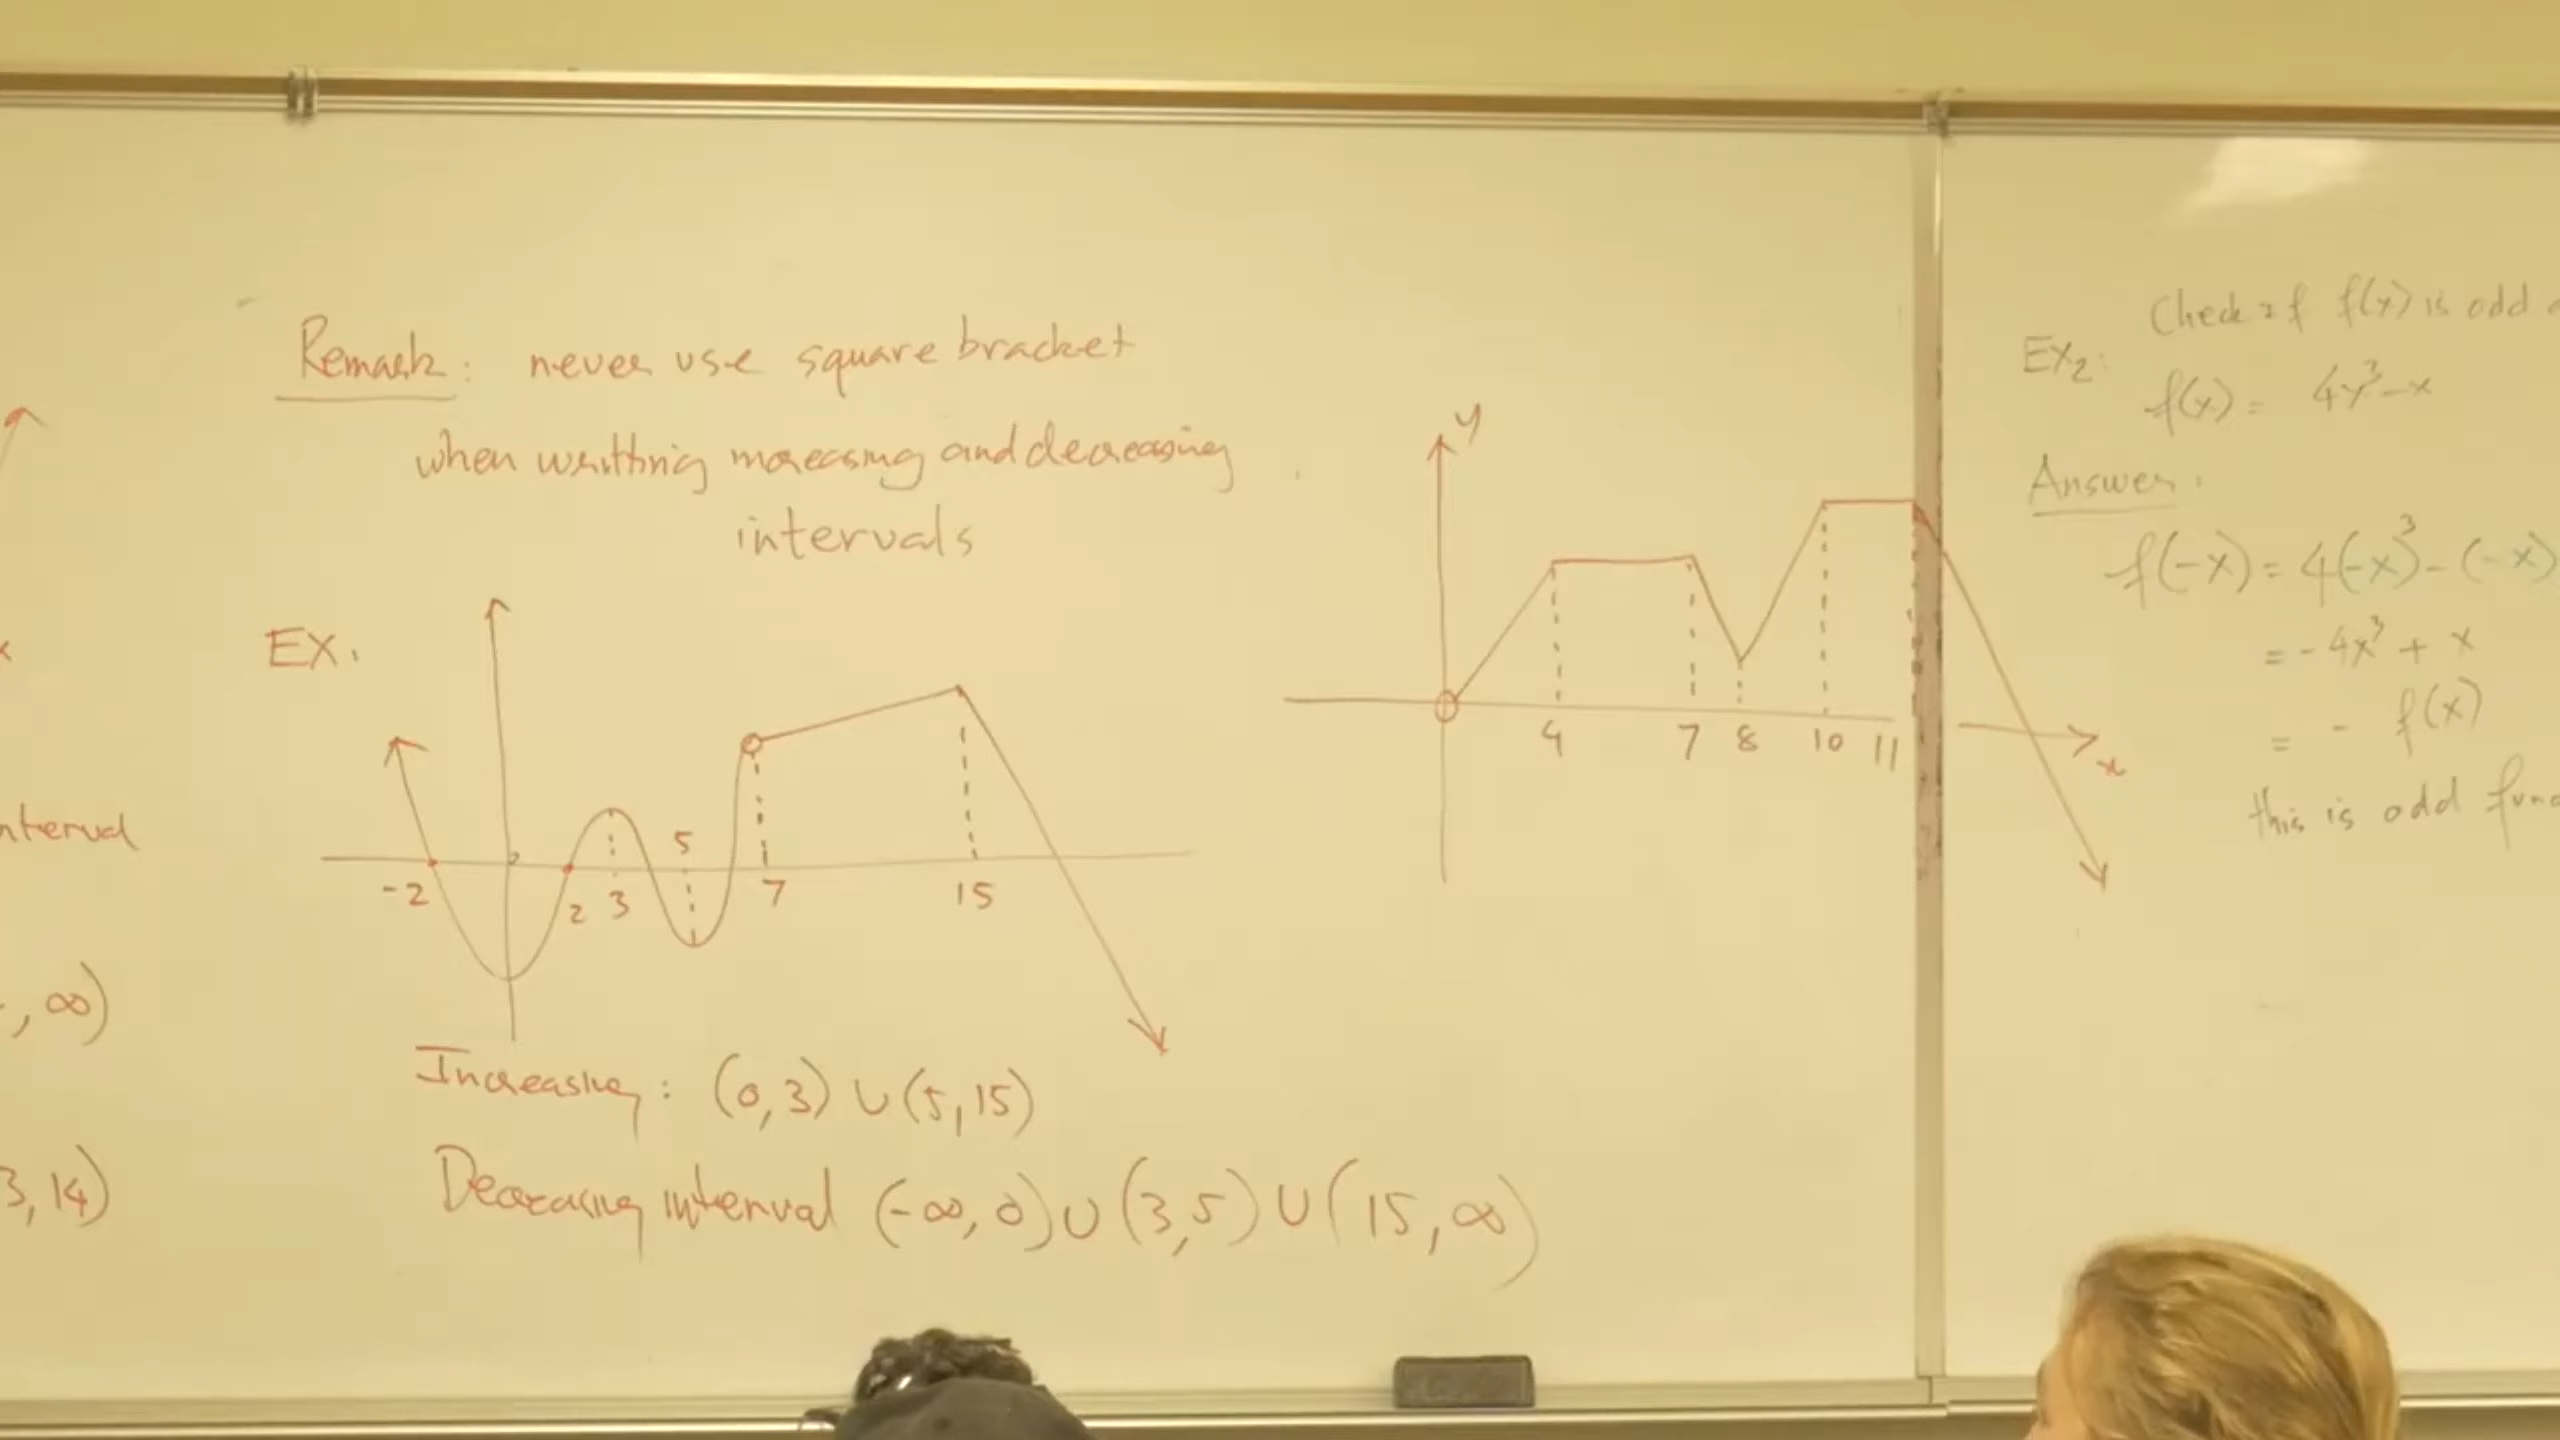 Remark: never use square bracket
when writting increasing and decreasing
intervals
EX.
-2
2
3
5
7
15
Increasing: (0,3) ∪ (5,15)
Decreasing interval (-∞, 0) ∪ (3,5) ∪ (15, ∞)
y
4
7
8
10
11
x
Check if f(x) is odd
EX2:
f(x) = 4x³-x
Answer:
f(-x) = 4(-x)³-(-x)
= -4x³ + x
= - f(x)
this is odd func
x
nterval
, ∞)
3, 14)